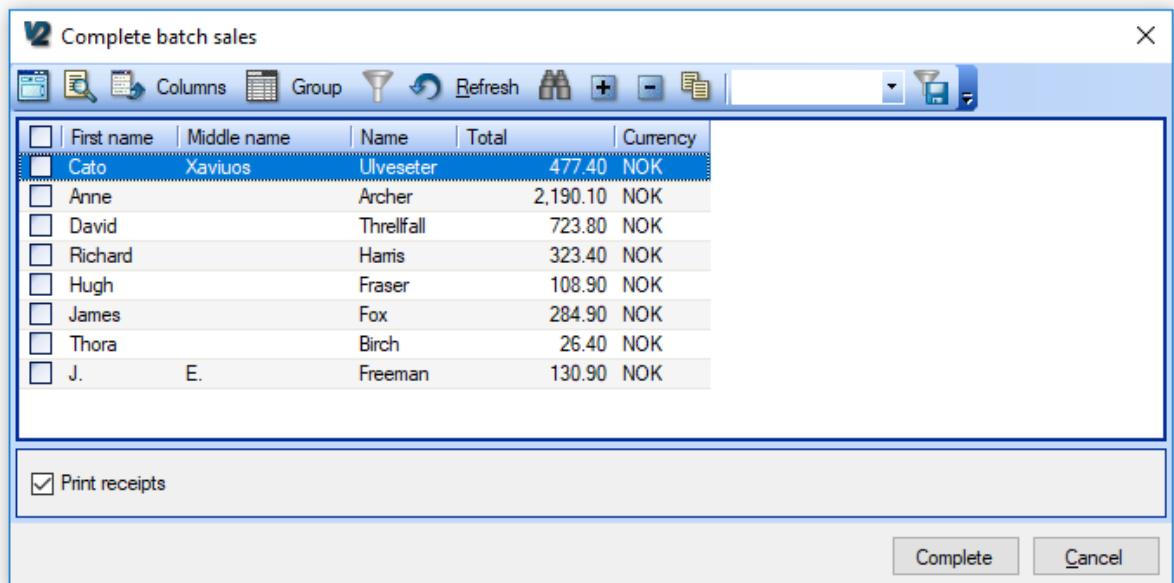 V2 Complete batch sales
Columns Group Refresh
First name Middle name Name Total Currency
Cato Xaviuos Ulveseter 477.40 NOK
Anne Archer 2,190.10 NOK
David Threllfall 723.80 NOK
Richard Harris 323.40 NOK
Hugh Fraser 108.90 NOK
James Fox 284.90 NOK
Thora Birch 26.40 NOK
J. E. Freeman 130.90 NOK
Print receipts
Complete Cancel